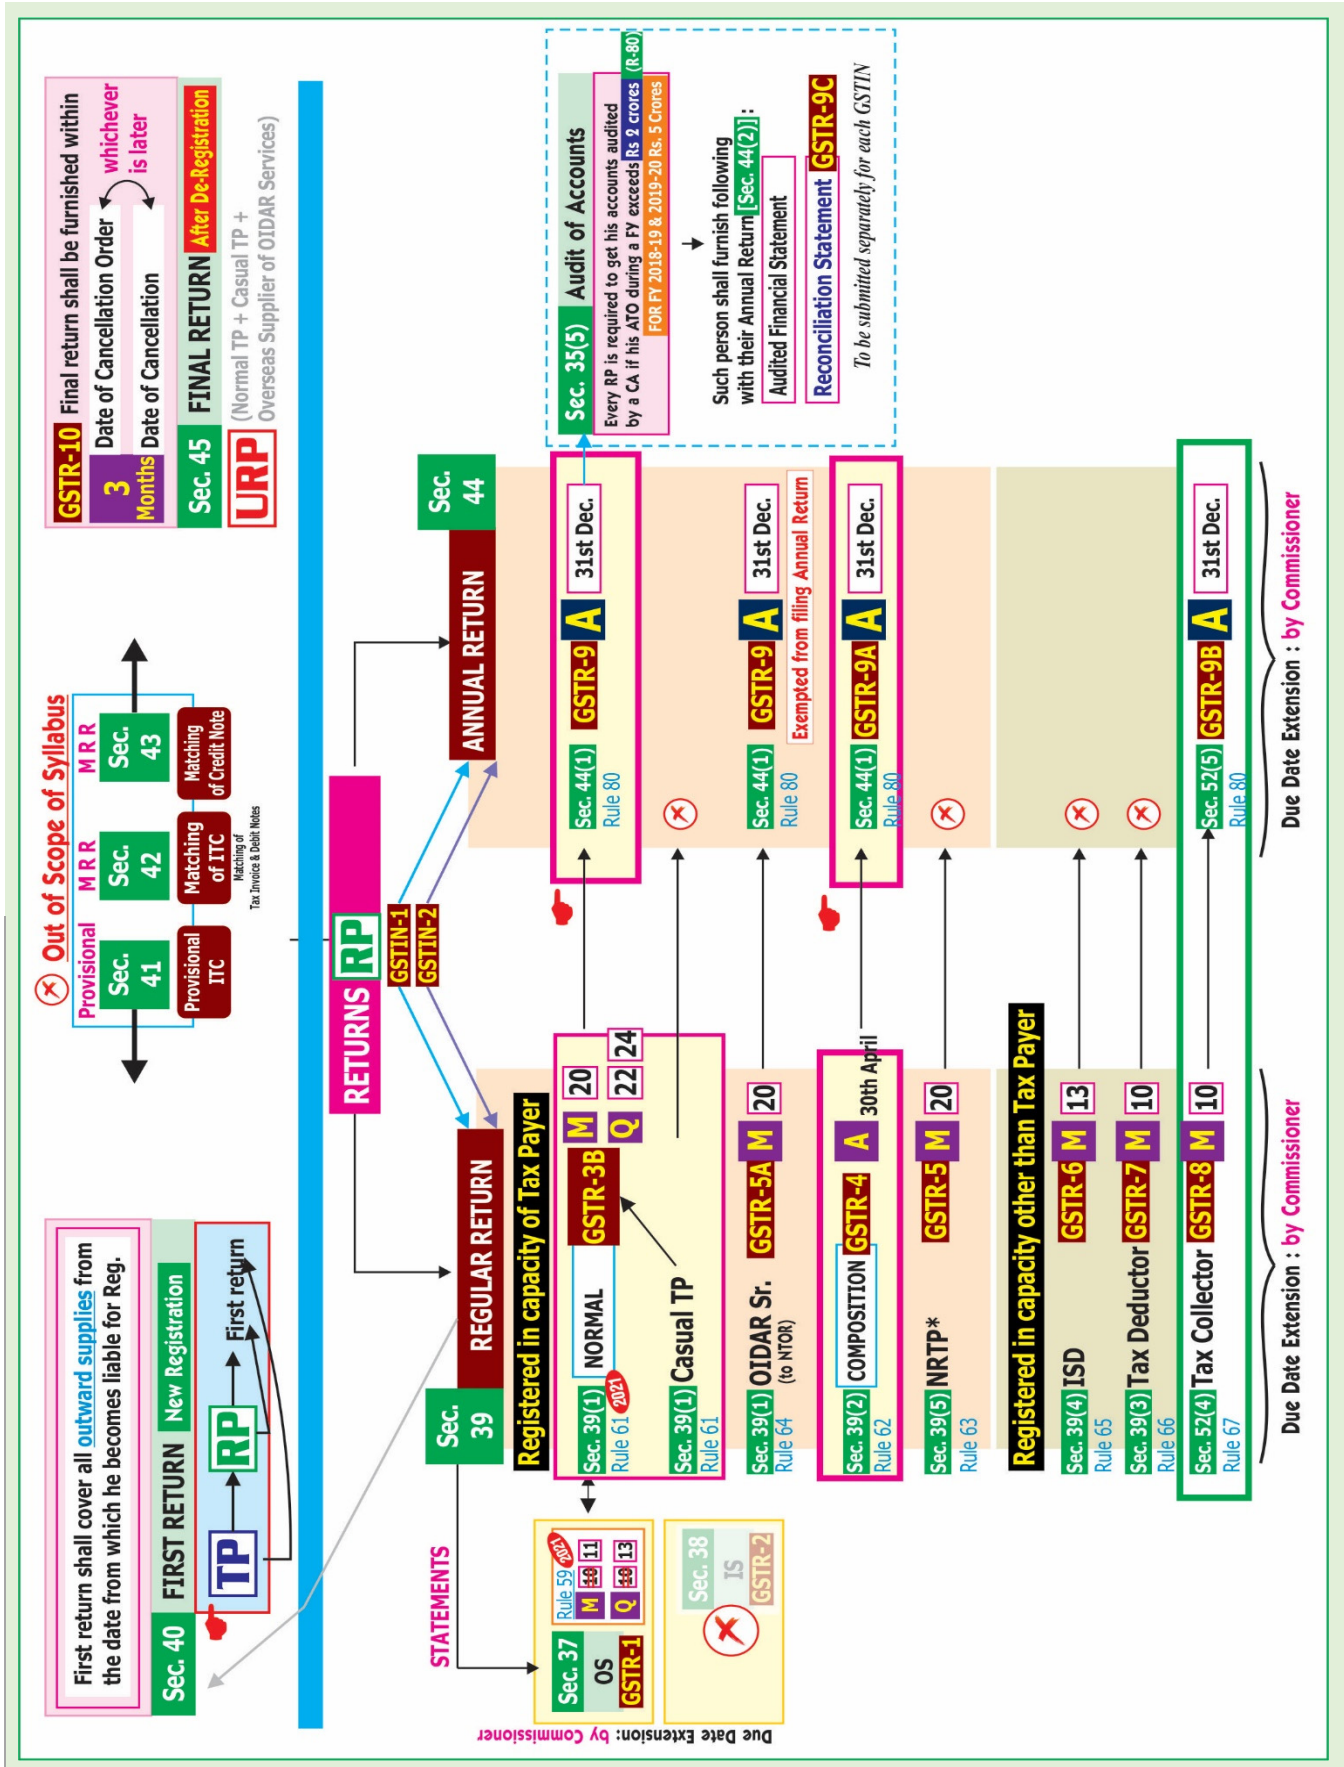 First return shall cover all outward supplies from
the date from which he becomes liable for Reg.
Sec. 40
FIRST RETURN
New Registration
TP
RP
First return
Out of Scope of Syllabus
Provisional
M R R
M R R
Sec.
41
Sec.
42
Sec.
43
Provisional
ITC
Matching
of ITC
Matching
of Credit Note
Matching of
Tax Invoice & Debit Notes
GSTR-10
Final return shall be furnished within
3
Months
Date of Cancellation Order
Date of Cancellation
whichever
is later
Sec. 45
FINAL RETURN
After De-Registration
URP
(Normal TP + Casual TP +
Overseas Supplier of OIDAR Services)
RETURNS
RP
GSTIN-1
GSTIN-2
Sec.
39
REGULAR RETURN
ANNUAL RETURN
Sec.
44
STATEMENTS
Sec. 37
OS
GSTR-1
Rule 59
2021
M 10 11
Q 10 13
Sec. 38
IS
GSTR-2
Due Date Extension: by Commissioner
Registered in capacity of Tax Payer
Sec. 39(1)
Rule 61
2021
NORMAL
GSTR-3B
M 20
Q 22 24
Sec. 44(1)
Rule 80
GSTR-9 A 31st Dec.
Sec. 39(1)
Rule 61
Casual TP
Sec. 39(1)
Rule 64
OIDAR Sr.
(to NTOR)
GSTR-5A M 20
Sec. 44(1)
Rule 80
GSTR-9 A 31st Dec.
Exempted from filing Annual Return
Sec. 39(2)
Rule 62
COMPOSITION
GSTR-4 A 30th April
Sec. 44(1)
Rule 80
GSTR-9A A 31st Dec.
Sec. 39(5)
Rule 63
NRTP*
GSTR-5 M 20
Registered in capacity other than Tax Payer
Sec. 39(4)
Rule 65
ISD
GSTR-6 M 13
Sec. 39(3)
Rule 66
Tax Deductor
GSTR-7 M 10
Sec. 52(4)
Rule 67
Tax Collector
GSTR-8 M 10
Sec. 52(5)
Rule 80
GSTR-9B A 31st Dec.
Due Date Extension : by Commissioner
Due Date Extension : by Commissioner
Sec. 35(5)
Audit of Accounts
Every RP is required to get his accounts audited
by a CA if his ATO during a FY exceeds Rs 2 crores (R-80)
FOR FY 2018-19 & 2019-20 Rs. 5 Crores
Such person shall furnish following
with their Annual Return [Sec. 44(2)]:
Audited Financial Statement
Reconciliation Statement GSTR-9C
To be submitted separately for each GSTIN